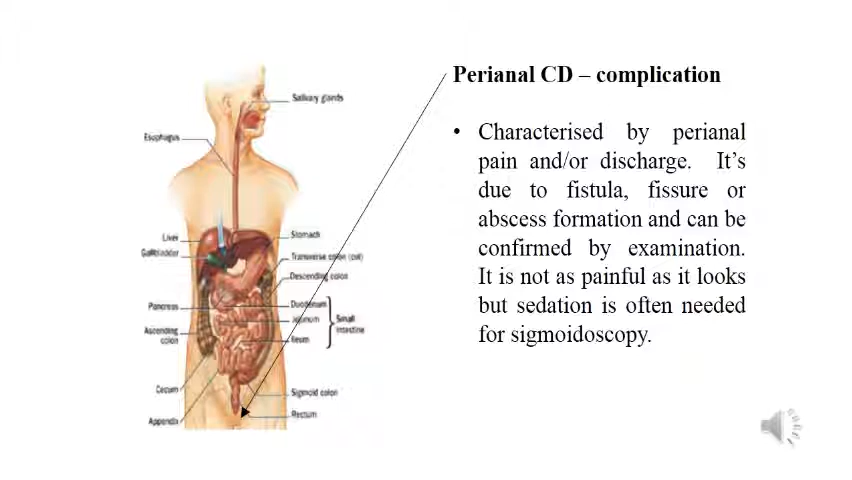 Perianal CD – complication
• Characterised by perianal
pain and/or discharge. It's
due to fistula, fissure or
abscess formation and can be
confirmed by examination.
It is not as painful as it looks
but sedation is often needed
for sigmoidoscopy.
Salivary glands
Esophagus
Liver
Gallbladder
Stomach
Transverse colon (cut)
Descending colon
Pancreas
Duodenum
Jejunum
Ileum
Small
intestine
Ascending
colon
Cecum
Appendix
Sigmoid colon
Rectum